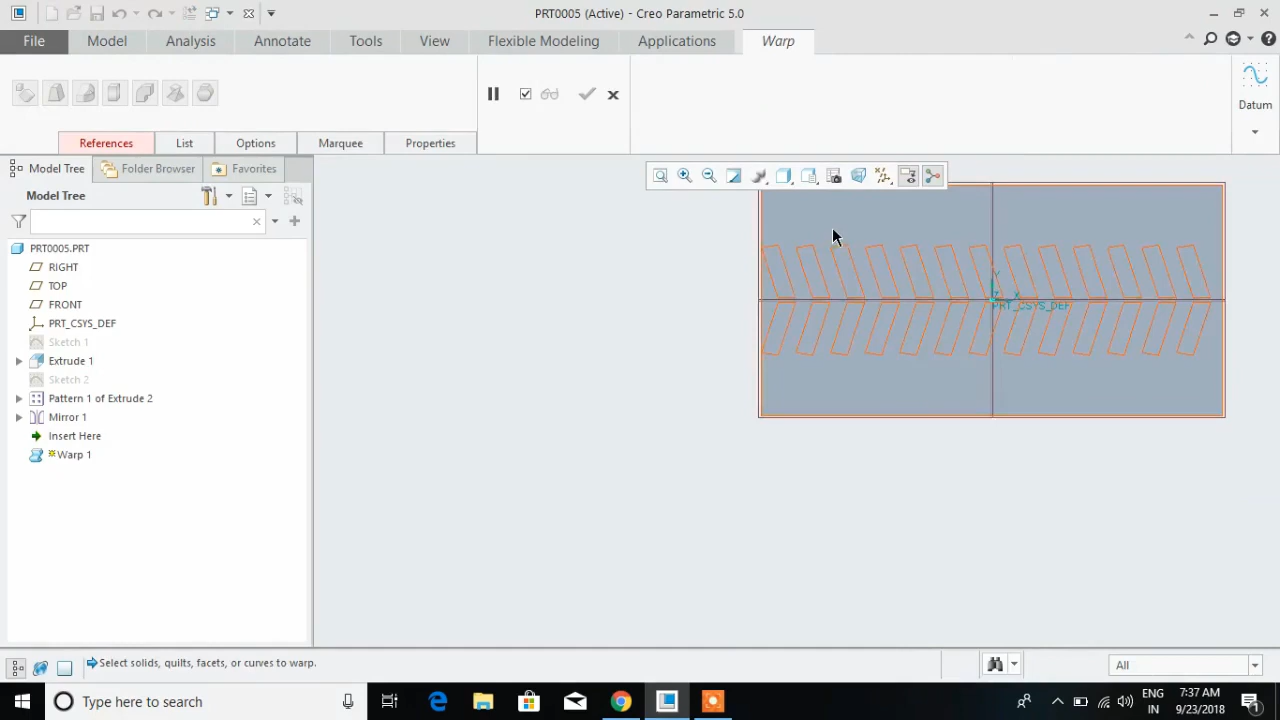 PRT0005 (Active) - Creo Parametric 5.0
File Model Analysis Annotate Tools View Flexible Modeling Applications Warp
Datum
References List Options Marquee Properties
Model Tree Folder Browser Favorites
Model Tree
PRT0005.PRT
RIGHT
TOP
FRONT
PRT_CSYS_DEF
Sketch 1
Extrude 1
Sketch 2
Pattern 1 of Extrude 2
Mirror 1
Insert Here
Warp 1
Y
Z X
PRT_CSYS_DEF
Select solids, quilts, facets, or curves to warp.
All
Type here to search
ENG
IN
7:37 AM
9/23/2018
1